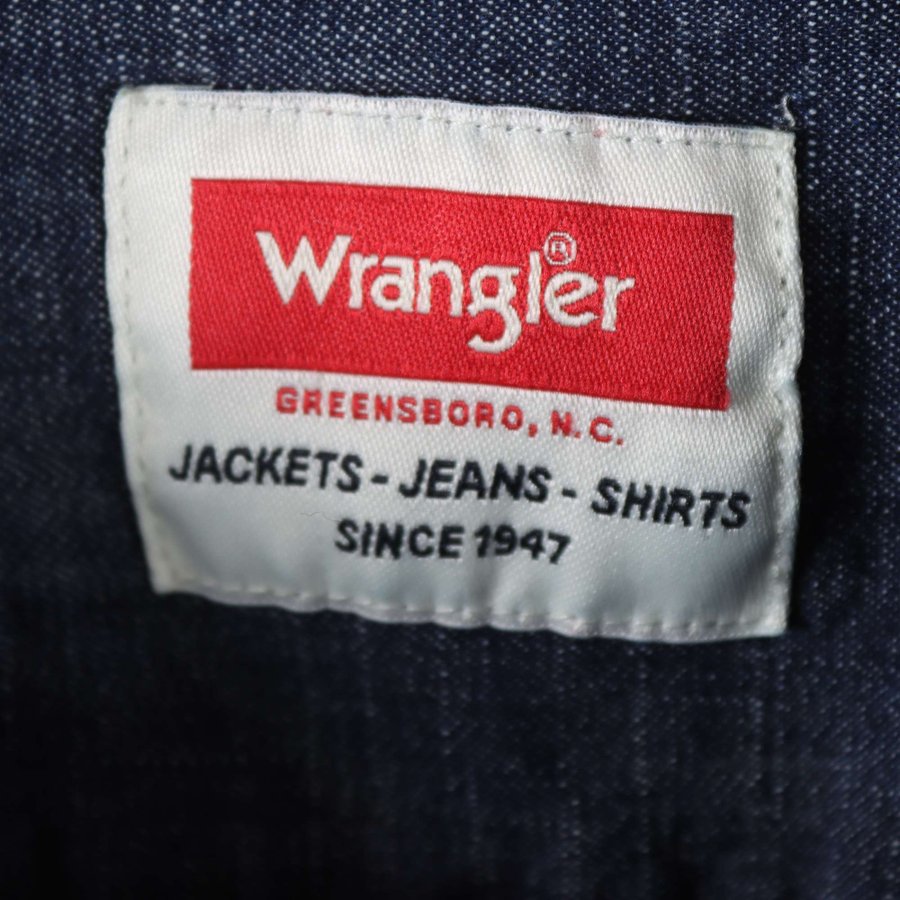 Wrangler®
GREENSBORO, N.C.
JACKETS - JEANS - SHIRTS
SINCE 1947